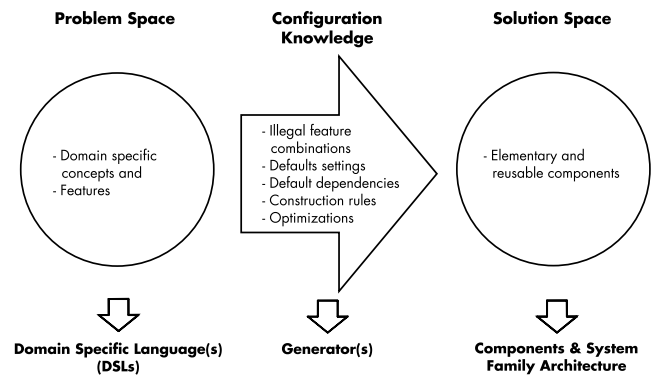 Problem Space
Configuration
Knowledge
Solution Space
- Domain specific
concepts and
- Features
- Illegal feature
combinations
- Defaults settings
- Default dependencies
- Construction rules
- Optimizations
- Elementary and
reusable components
Domain Specific Language(s)
(DSLs)
Generator(s)
Components & System
Family Architecture